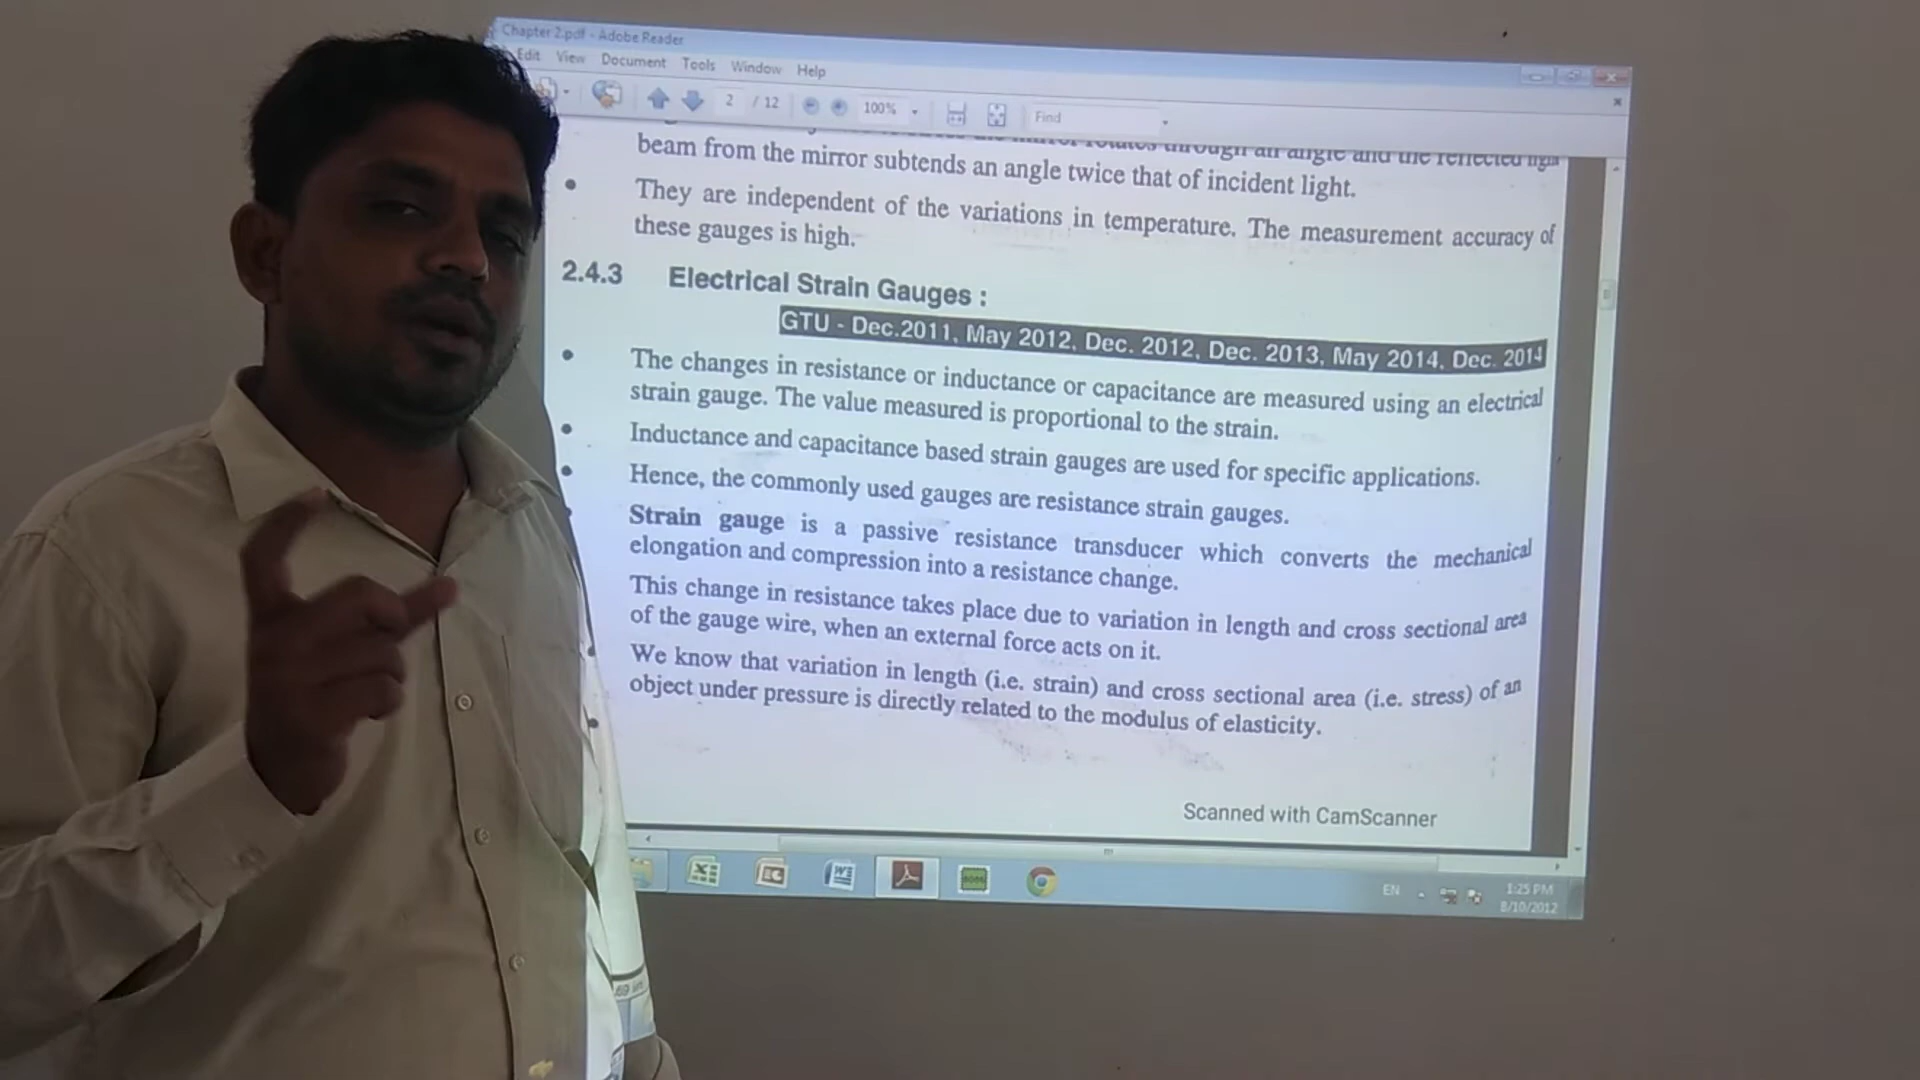 Chapter 2.pdf - Adobe Reader
Edit View Document Tools Window Help
2 / 12 100% Find
rotates through an angle and the reflected light
beam from the mirror subtends an angle twice that of incident light.
• They are independent of the variations in temperature. The measurement accuracy of
these gauges is high.
2.4.3 Electrical Strain Gauges :
GTU - Dec.2011, May 2012, Dec. 2012, Dec. 2013, May 2014, Dec. 2014
• The changes in resistance or inductance or capacitance are measured using an electrical
strain gauge. The value measured is proportional to the strain.
• Inductance and capacitance based strain gauges are used for specific applications.
• Hence, the commonly used gauges are resistance strain gauges.
Strain gauge is a passive resistance transducer which converts the mechanical
elongation and compression into a resistance change.
This change in resistance takes place due to variation in length and cross sectional area
of the gauge wire, when an external force acts on it.
We know that variation in length (i.e. strain) and cross sectional area (i.e. stress) of an
object under pressure is directly related to the modulus of elasticity.
Scanned with CamScanner
EN
1:25 PM
8/10/2012